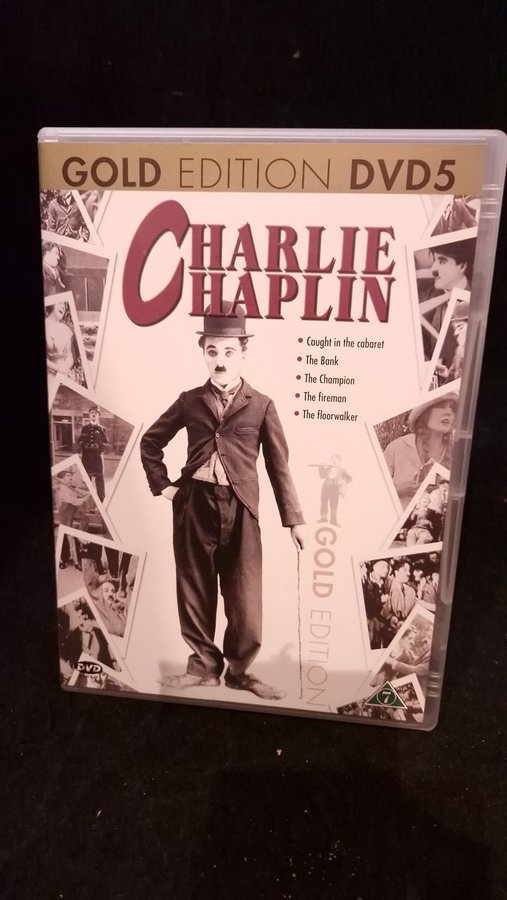 GOLD EDITION DVD5
CHARLIE
CHAPLIN
• Caught in the cabaret
• The Bank
• The Champion
• The fireman
• The floorwalker
GOLD EDITION
DVD
7